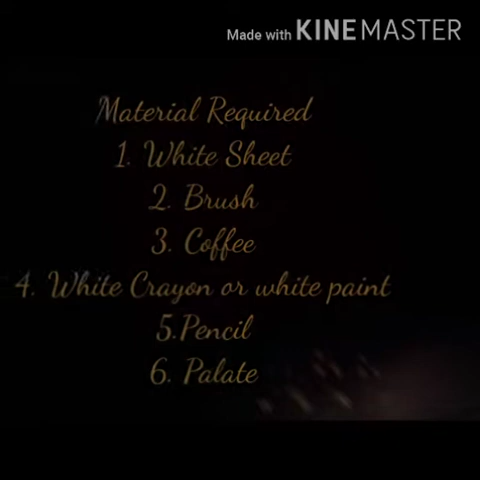 Made with KINEMASTER
Material Required
1. White Sheet
2. Brush
3. Coffee
4. White Crayon or white paint
5.Pencil
6. Palate